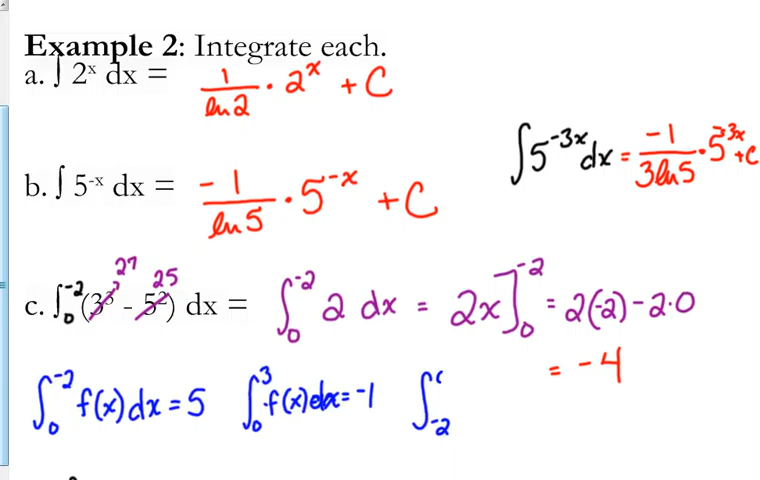 Example 2: Integrate each.
a. ∫ 2ˣ dx = 1/ln2 · 2ˣ + C
∫5⁻³ˣdx = -1/3ln5 · 5⁻³ˣ + C
b. ∫ 5⁻ˣ dx = -1/ln5 · 5⁻ˣ + C
27 25
c. ∫₀⁻²(3³ - 5²) dx = ∫₀⁻² 2 dx = 2x]₀⁻² = 2(-2) - 2·0
= -4
∫₀⁻² f(x)dx = 5 ∫₀³ f(x)dx = -1 ∫₋₂